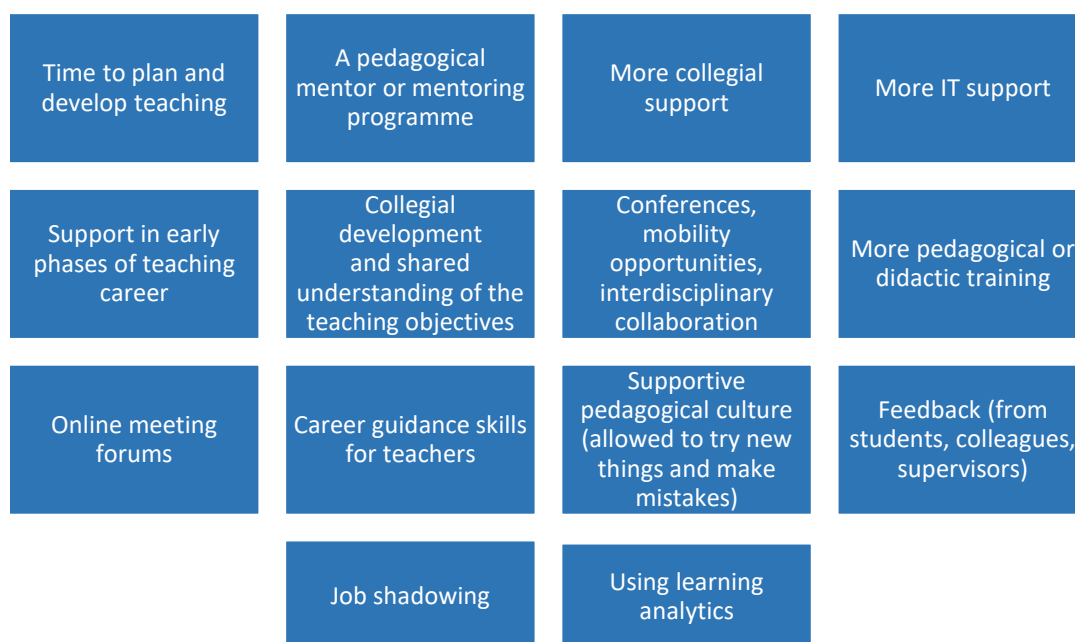 Time to plan and
develop teaching
A pedagogical
mentor or mentoring
programme
More collegial
support
More IT support
Support in early
phases of teaching
career
Collegial
development
and shared
understanding of the
teaching objectives
Conferences,
mobility
opportunities,
interdisciplinary
collaboration
More pedagogical or
didactic training
Online meeting
forums
Career guidance skills
for teachers
Supportive
pedagogical culture
(allowed to try new
things and make
mistakes)
Feedback (from
students, colleagues,
supervisors)
Job shadowing
Using learning
analytics